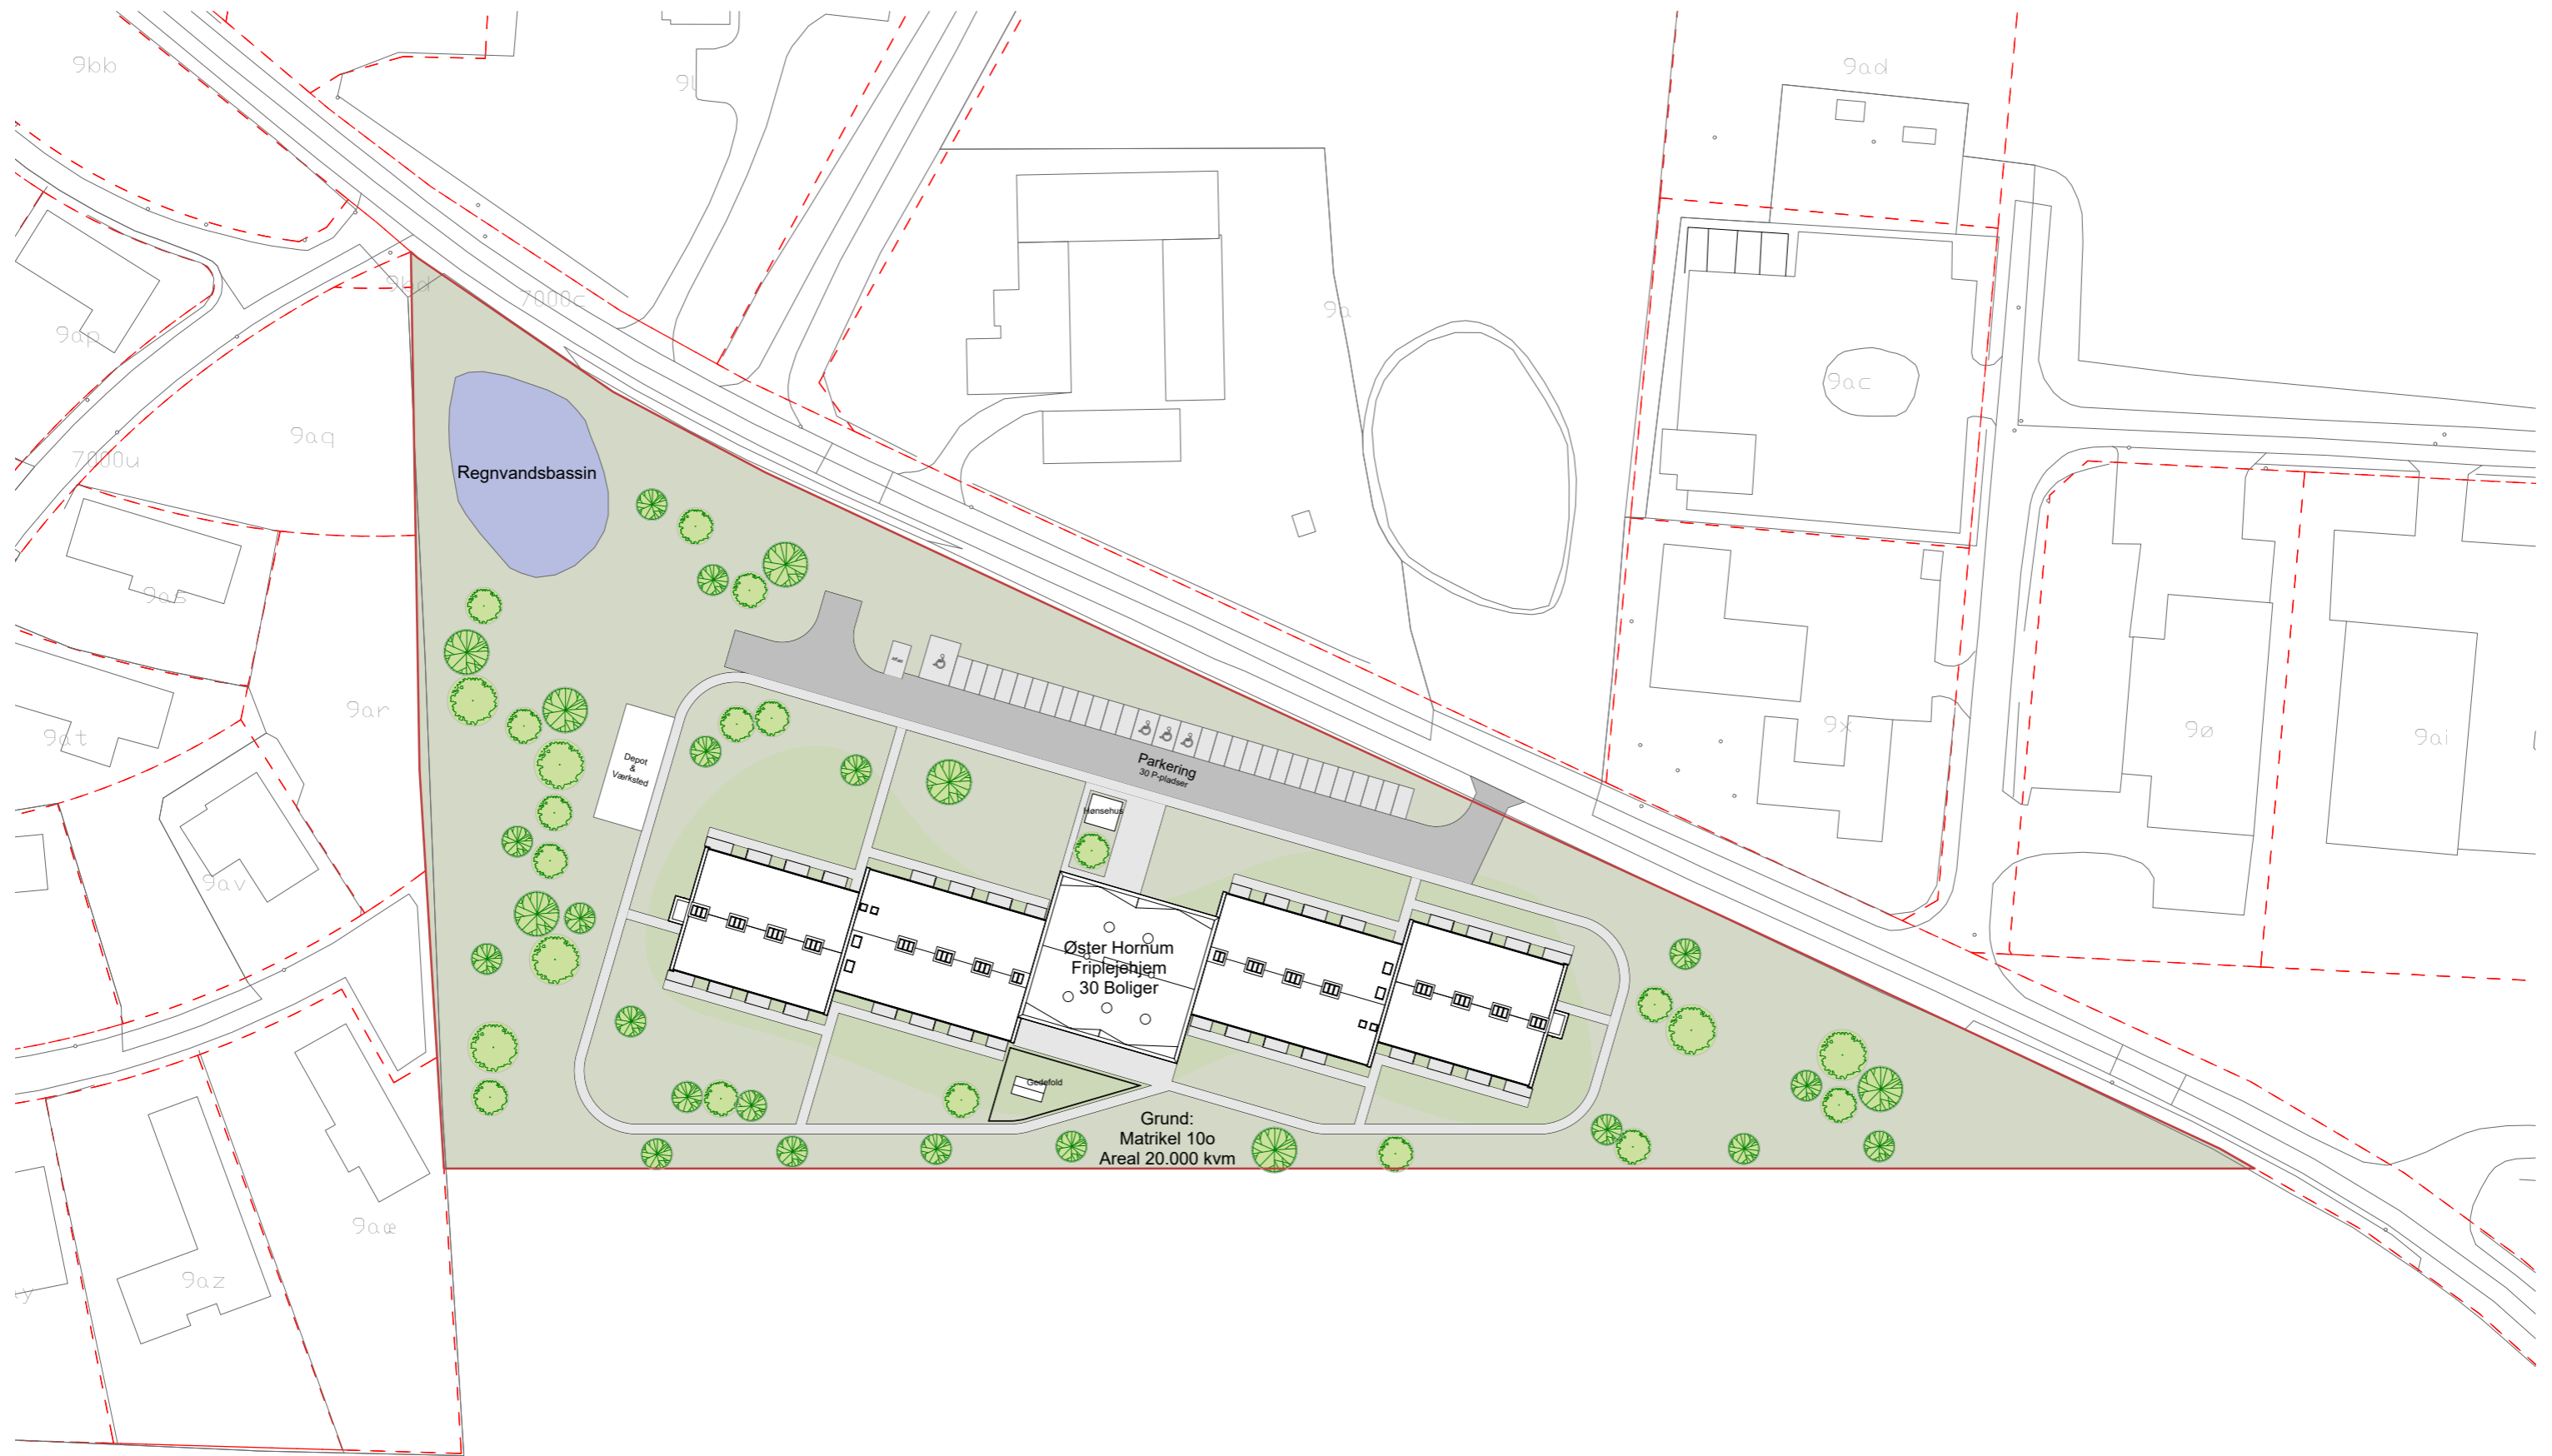 9bb
9l
9ad
9bd
7000c
9a
9ap
9ac
9aq
7000u
Regnvandsbassin
9as
Affald
9ar
9at
Depot
&
Værksted
Parkering
30 P-pladser
9x
9ø
9ai
Hønsehus
9av
Øster Hornum
Friplejehjem
30 Boliger
Gedefold
Grund:
Matrikel 10o
Areal 20.000 kvm
9aæ
9az